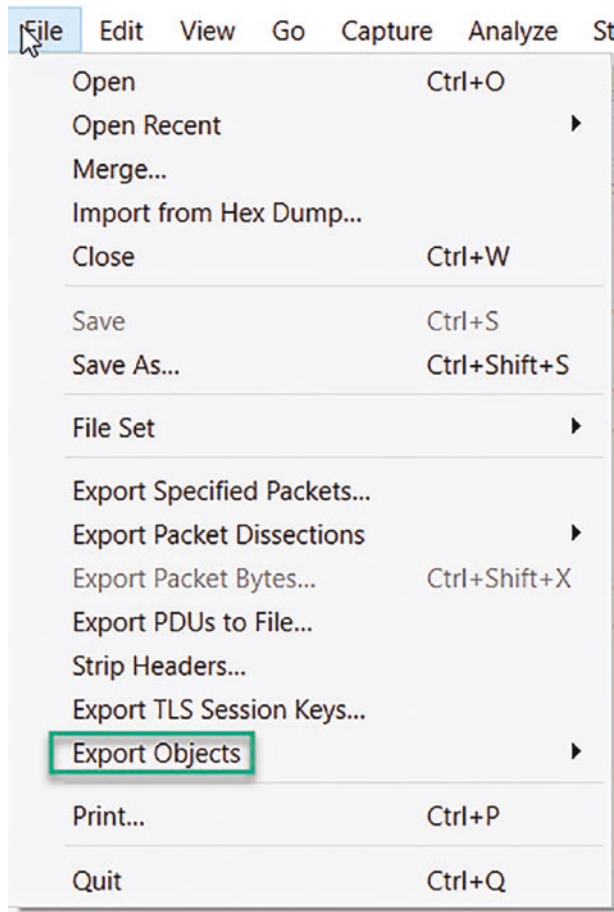 File Edit View Go Capture Analyze St
Open Ctrl+O
Open Recent
Merge...
Import from Hex Dump...
Close Ctrl+W
Save Ctrl+S
Save As... Ctrl+Shift+S
File Set
Export Specified Packets...
Export Packet Dissections
Export Packet Bytes... Ctrl+Shift+X
Export PDUs to File...
Strip Headers...
Export TLS Session Keys...
Export Objects
Print... Ctrl+P
Quit Ctrl+Q